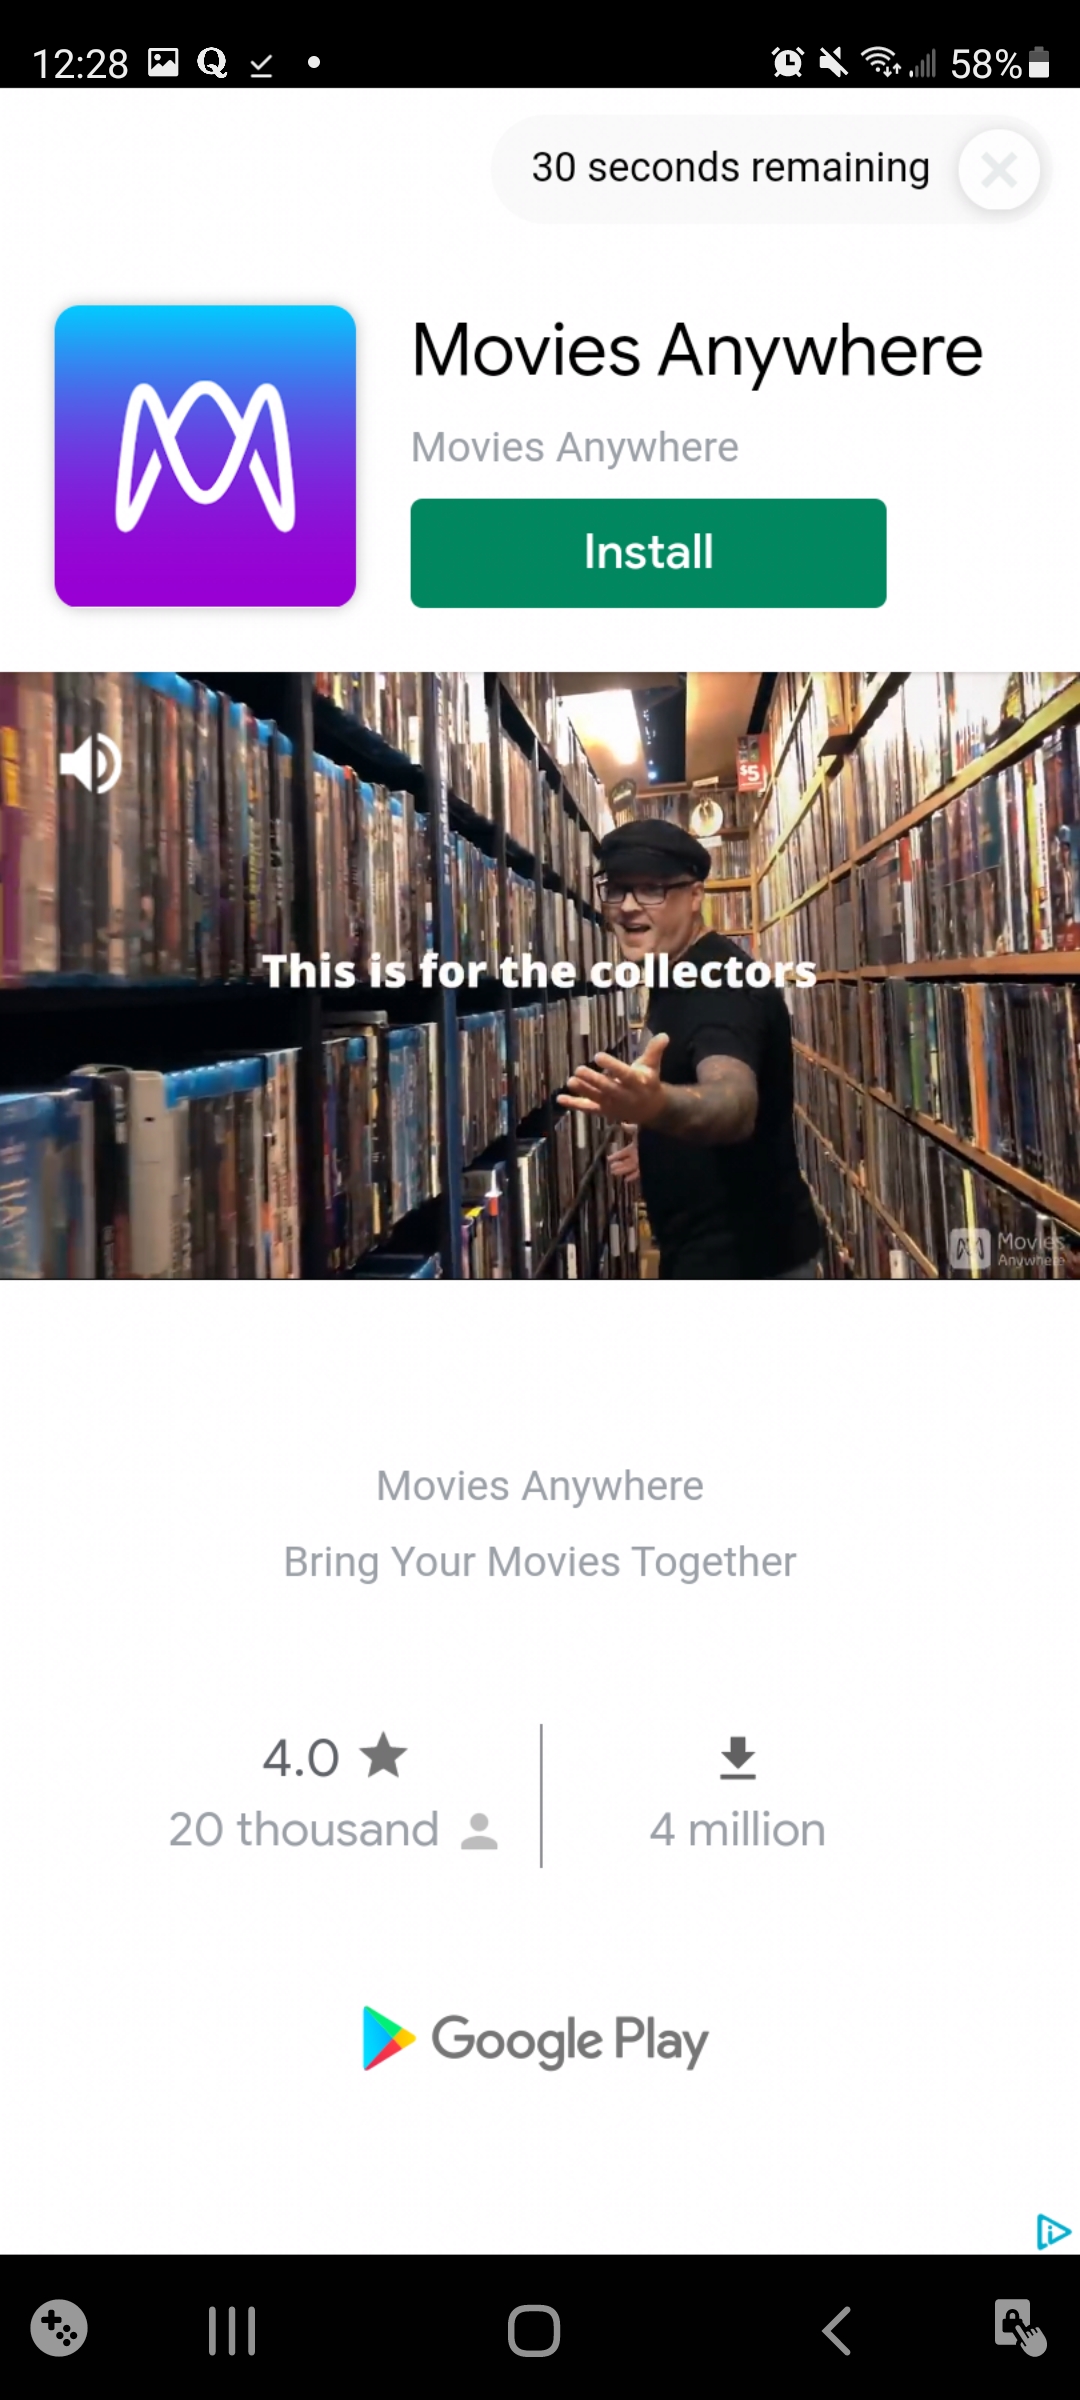 12:28
58%
30 seconds remaining
Movies Anywhere
Movies Anywhere
Install
$5
This is for the collectors
Movies
Anywhere
Movies Anywhere
Bring Your Movies Together
4.0
20 thousand
4 million
Google Play